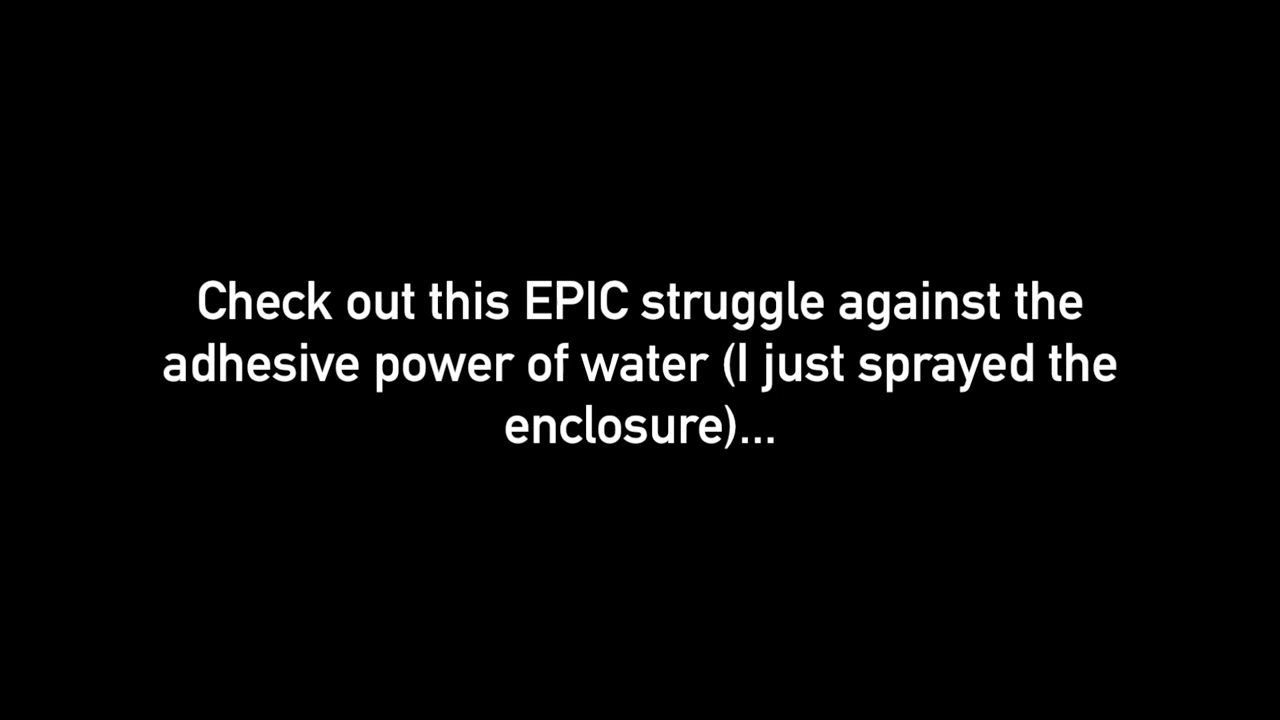 Check out this EPIC struggle against the
adhesive power of water (I just sprayed the
enclosure)...